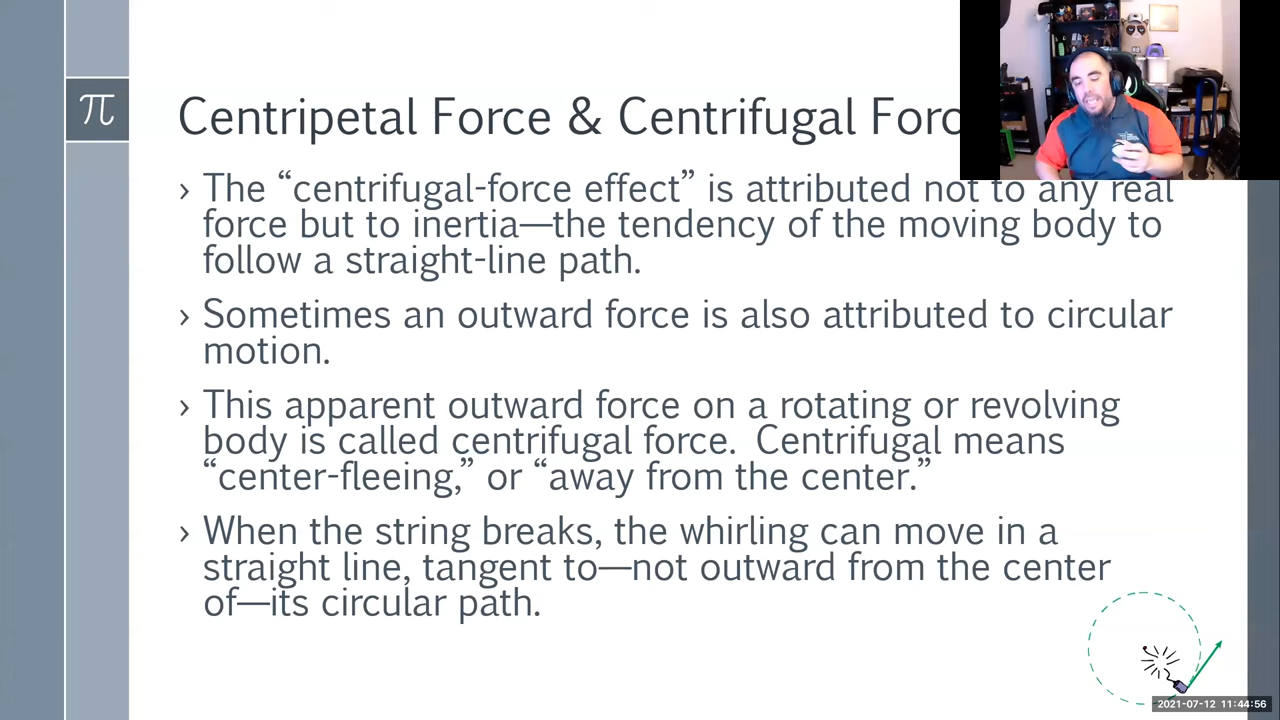 π
Centripetal Force & Centrifugal Forc
› The “centrifugal-force effect” is attributed not to any real
force but to inertia—the tendency of the moving body to
follow a straight-line path.
› Sometimes an outward force is also attributed to circular
motion.
› This apparent outward force on a rotating or revolving
body is called centrifugal force.  Centrifugal means
“center-fleeing,” or “away from the center.”
› When the string breaks, the whirling can move in a
straight line, tangent to—not outward from the center
of—its circular path.
2021-07-12 11:44:56